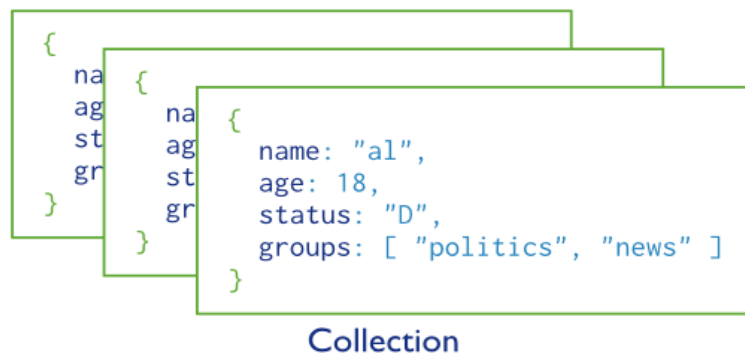 {
na
ag
st
gr
}
{
na
ag
st
gr
}
{
name: "al",
age: 18,
status: "D",
groups: [ "politics", "news" ]
}
Collection